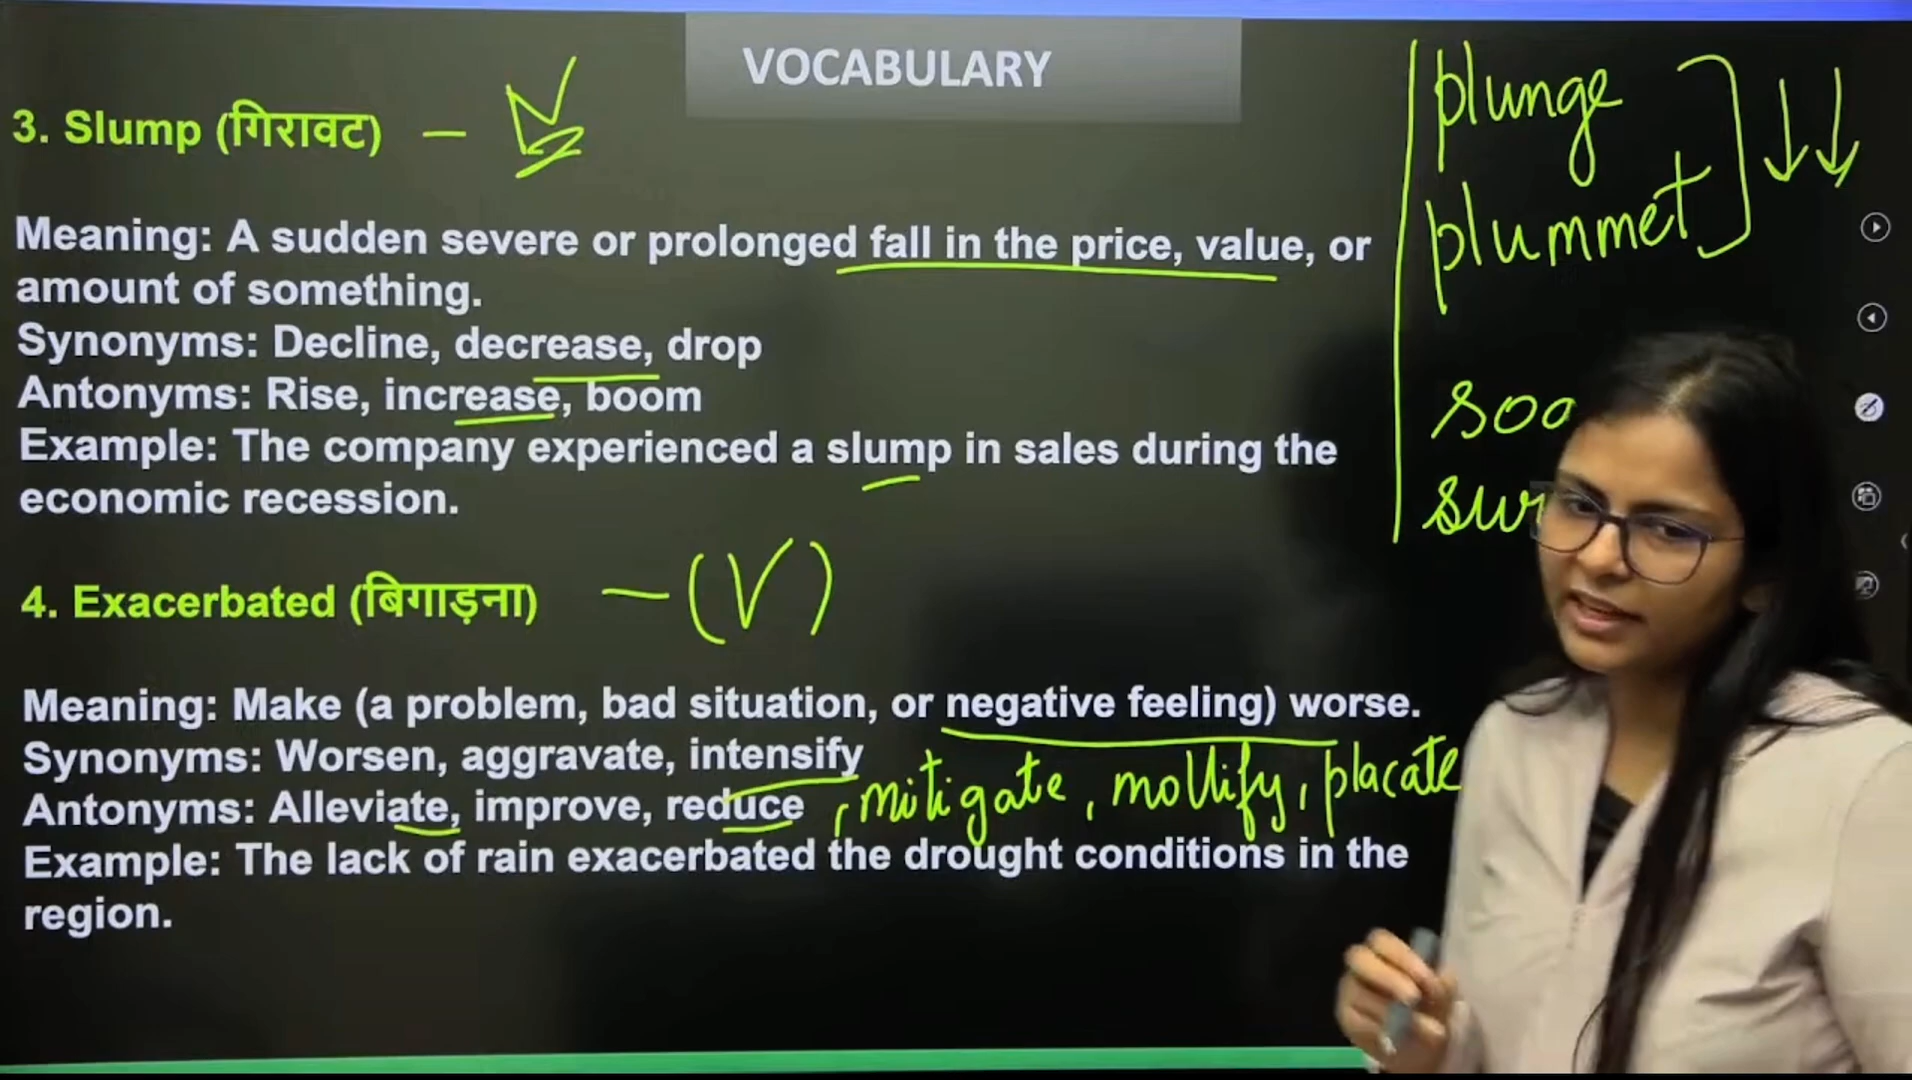 VOCABULARY
3. Slump (गिरावट) –
Meaning: A sudden severe or prolonged fall in the price, value, or
amount of something.
Synonyms: Decline, decrease, drop
Antonyms: Rise, increase, boom
Example: The company experienced a slump in sales during the
economic recession.
4. Exacerbated (बिगाड़ना) – (V)
Meaning: Make (a problem, bad situation, or negative feeling) worse.
Synonyms: Worsen, aggravate, intensify
Antonyms: Alleviate, improve, reduce , mitigate, mollify, placate
Example: The lack of rain exacerbated the drought conditions in the
region.
plunge
plummet